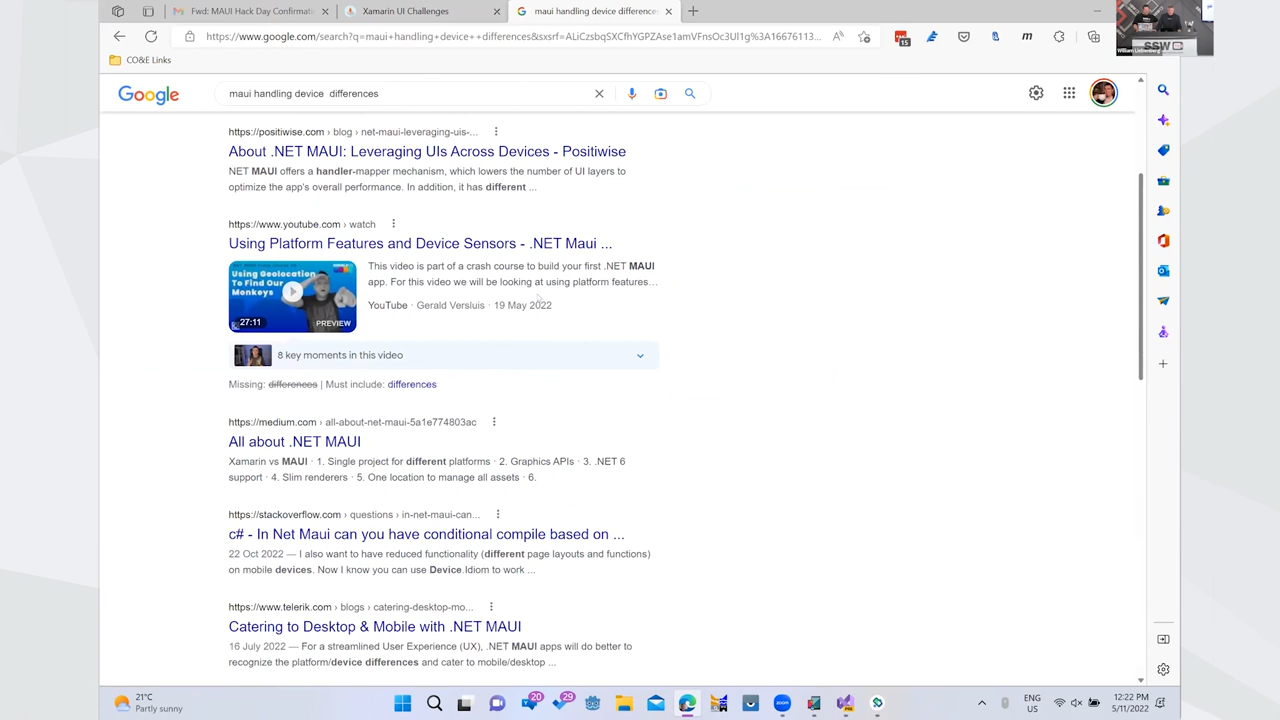 Fwd: MAUI Hack Day Confirmatio
Xamarin UI Challenges
maui handling device difference
https://www.google.com/search?q=maui+handling+device++differences&sxsrf=ALiCzsbqSXCfhYGPZAse1amVFnsOc3Ul1g%3A16676113...
15
CO&E Links
SSW
Google
maui handling device differences
https://positiwise.com › blog › net-maui-leveraging-uis-...
About .NET MAUI: Leveraging UIs Across Devices - Positiwise
NET MAUI offers a handler-mapper mechanism, which lowers the number of UI layers to
optimize the app's overall performance. In addition, it has different ...
https://www.youtube.com › watch
Using Platform Features and Device Sensors - .NET Maui ...
Using Geolocation
To Find Our
Monkeys
27:11
PREVIEW
This video is part of a crash course to build your first .NET MAUI
app. For this video we will be looking at using platform features...
YouTube · Gerald Versluis · 19 May 2022
8 key moments in this video
Missing: differences | Must include: differences
https://medium.com › all-about-net-maui-5a1e774803ac
All about .NET MAUI
Xamarin vs MAUI · 1. Single project for different platforms · 2. Graphics APIs · 3. .NET 6
support · 4. Slim renderers · 5. One location to manage all assets · 6.
https://stackoverflow.com › questions › in-net-maui-can...
c# - In Net Maui can you have conditional compile based on ...
22 Oct 2022 — I also want to have reduced functionality (different page layouts and functions)
on mobile devices. Now I know you can use Device.Idiom to work ...
https://www.telerik.com › blogs › catering-desktop-mo...
Catering to Desktop & Mobile with .NET MAUI
16 July 2022 — For a streamlined User Experience (UX), .NET MAUI apps will do better to
recognize the platform/device differences and cater to mobile/desktop ...
21°C
Partly sunny
20
29
ENG
US
12:22 PM
5/11/2022